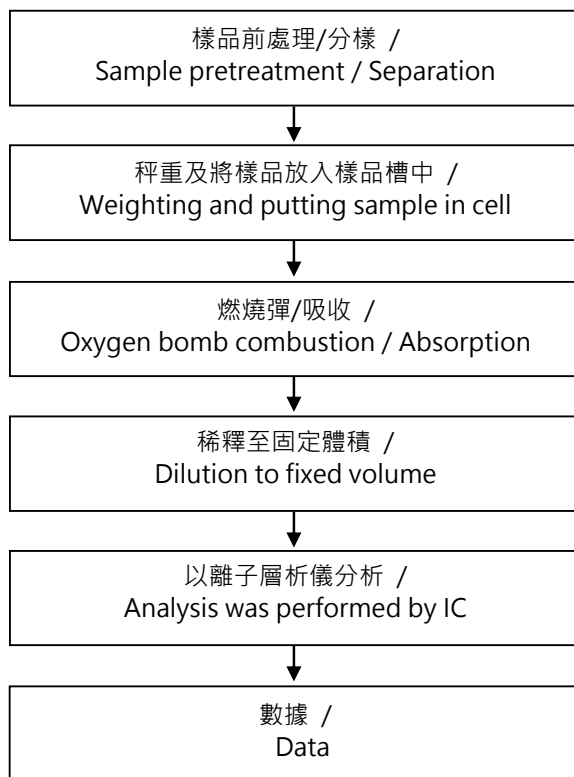 樣品前處理/分樣 /
Sample pretreatment / Separation
秤重及將樣品放入樣品槽中 /
Weighting and putting sample in cell
燃燒彈/吸收 /
Oxygen bomb combustion / Absorption
稀釋至固定體積 /
Dilution to fixed volume
以離子層析儀分析 /
Analysis was performed by IC
數據 /
Data